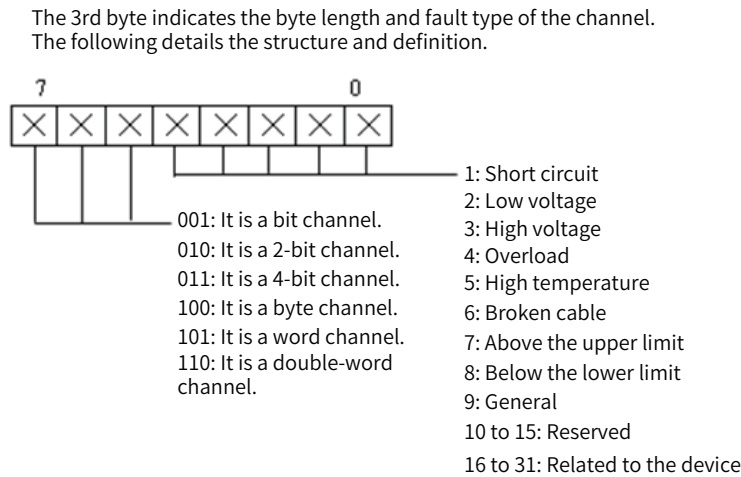 The 3rd byte indicates the byte length and fault type of the channel.
The following details the structure and definition.
7 0
001: It is a bit channel.
010: It is a 2-bit channel.
011: It is a 4-bit channel.
100: It is a byte channel.
101: It is a word channel.
110: It is a double-word
channel.
1: Short circuit
2: Low voltage
3: High voltage
4: Overload
5: High temperature
6: Broken cable
7: Above the upper limit
8: Below the lower limit
9: General
10 to 15: Reserved
16 to 31: Related to the device